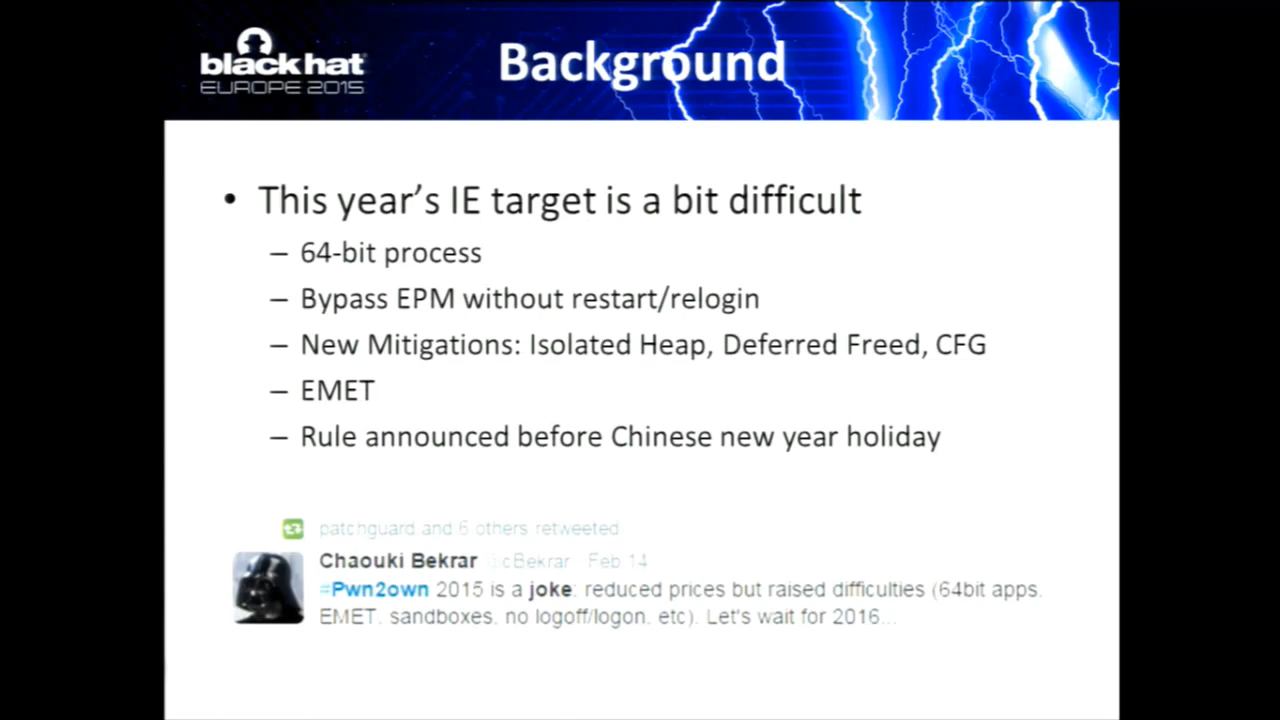 black hat
EUROPE 2015
Background
• This year's IE target is a bit difficult
– 64-bit process
– Bypass EPM without restart/relogin
– New Mitigations: Isolated Heap, Deferred Freed, CFG
– EMET
– Rule announced before Chinese new year holiday
patchguard and 6 others retweeted
Chaouki Bekrar @cBekrar · Feb 14
#Pwn2own 2015 is a joke: reduced prices but raised difficulties (64bit apps,
EMET, sandboxes, no logoff/logon, etc). Let's wait for 2016...